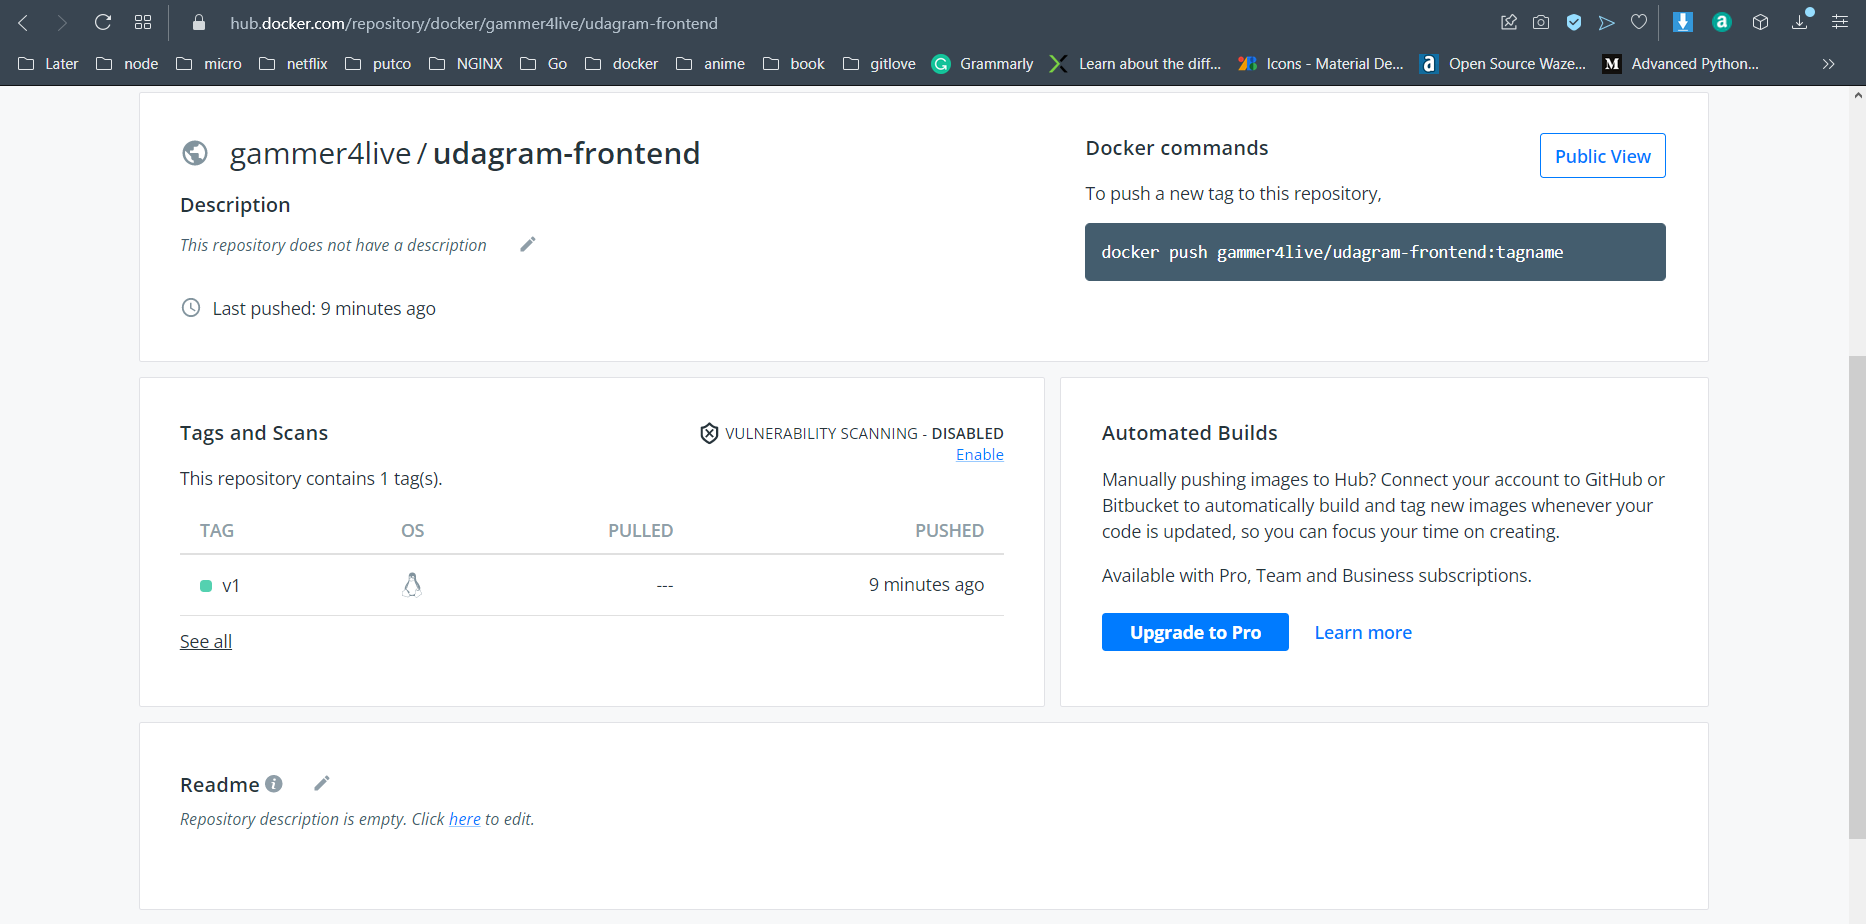 hub.docker.com/repository/docker/gammer4live/udagram-frontend
Later node micro netflix putco NGINX Go docker anime book gitlove Grammarly Learn about the diff... Icons - Material De... Open Source Waze... Advanced Python...
gammer4live / udagram-frontend
Description
This repository does not have a description
Last pushed: 9 minutes ago
Docker commands
Public View
To push a new tag to this repository,
docker push gammer4live/udagram-frontend:tagname
Tags and Scans
VULNERABILITY SCANNING - DISABLED
Enable
This repository contains 1 tag(s).
TAG OS PULLED PUSHED
v1 --- 9 minutes ago
See all
Automated Builds
Manually pushing images to Hub? Connect your account to GitHub or
Bitbucket to automatically build and tag new images whenever your
code is updated, so you can focus your time on creating.
Available with Pro, Team and Business subscriptions.
Upgrade to Pro Learn more
Readme
Repository description is empty. Click here to edit.